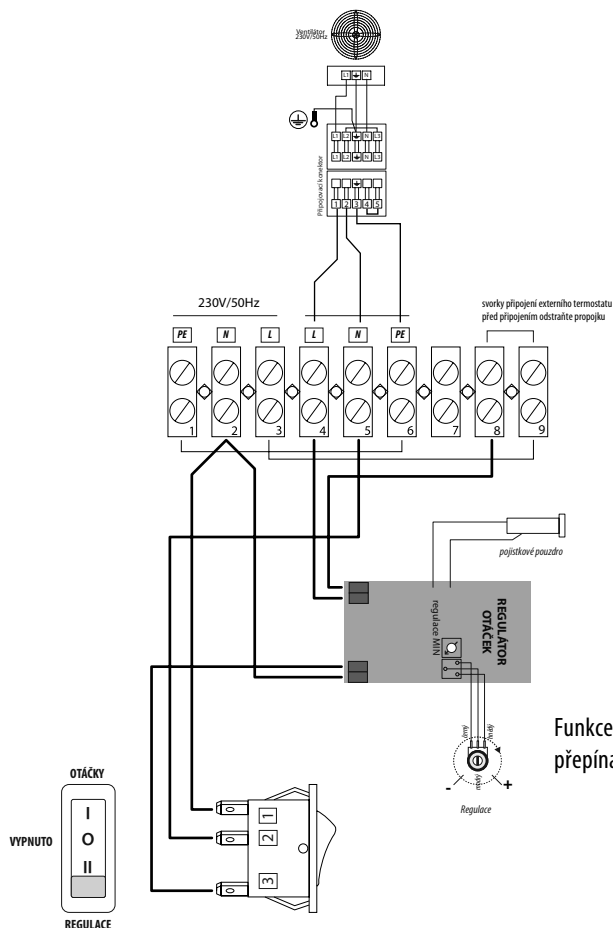 Ventilátor
230V/50Hz
L1 N
L1 L2 N L3
L1 L2 N L3
Připojovací konektor
1 2 3 4 5
230V/50Hz
svorky připojení externího termostatu
před připojením odstraňte propojku
PE N L L N PE
1 2 3 4 5 6 7 8 9
pojistkové pouzdro
REGULÁTOR
OTÁČEK
regulace MIN
- +
Regulace
Funkce
přepína
OTÁČKY
I
O
II
VYPNUTO
REGULACE
1
2
3